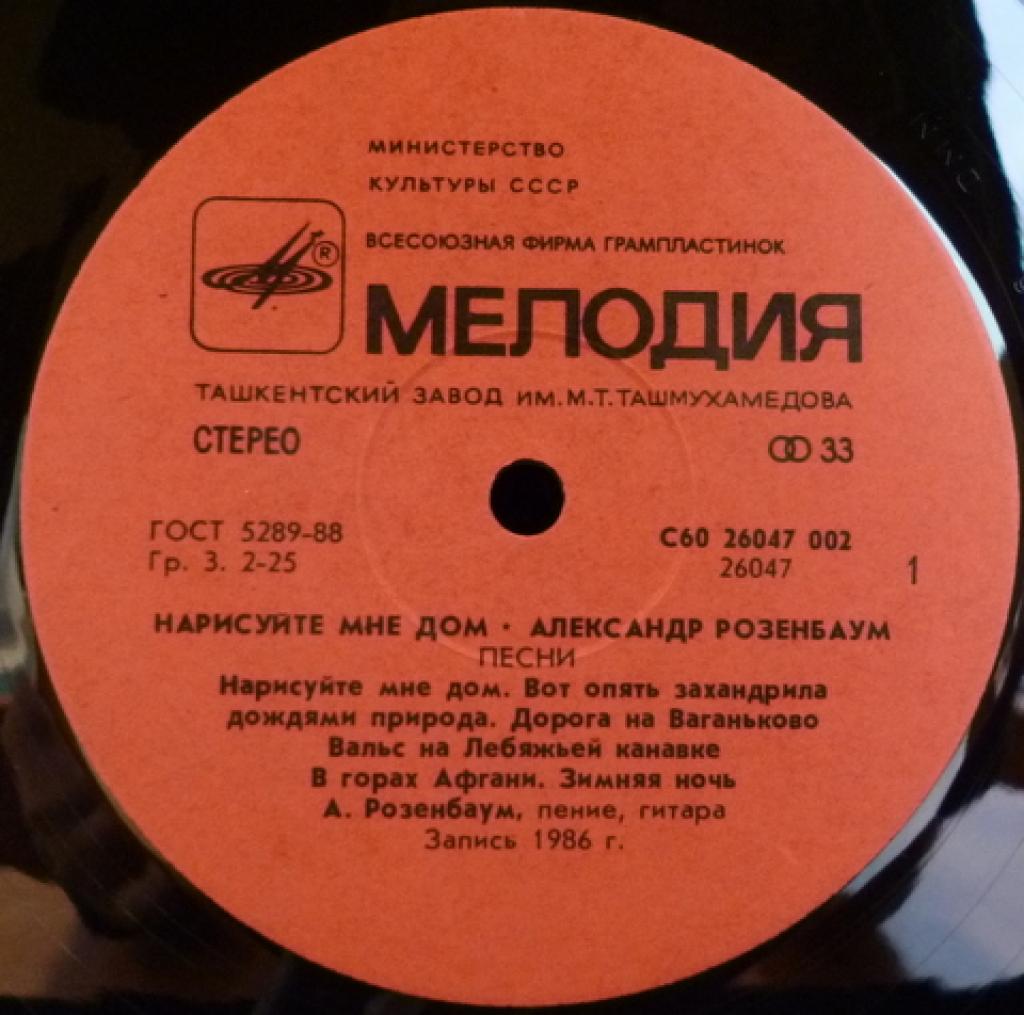 МИНИСТЕРСТВО
КУЛЬТУРЫ СССР
ВСЕСОЮЗНАЯ ФИРМА ГРАМПЛАСТИНОК
®
МЕЛОДИЯ
ТАШКЕНТСКИЙ ЗАВОД ИМ. М. Т. ТАШМУХАМЕДОВА
СТЕРЕО
33
ГОСТ 5289-88
Гр. 3. 2-25
С60 26047 002
26047
1
НАРИСУЙТЕ МНЕ ДОМ • АЛЕКСАНДР РОЗЕНБАУМ
ПЕСНИ
Нарисуйте мне дом. Вот опять захандрила
дождями природа. Дорога на Ваганьково
Вальс на Лебяжьей канавке
В горах Афгани. Зимняя ночь
А. Розенбаум, пение, гитара
Запись 1986 г.